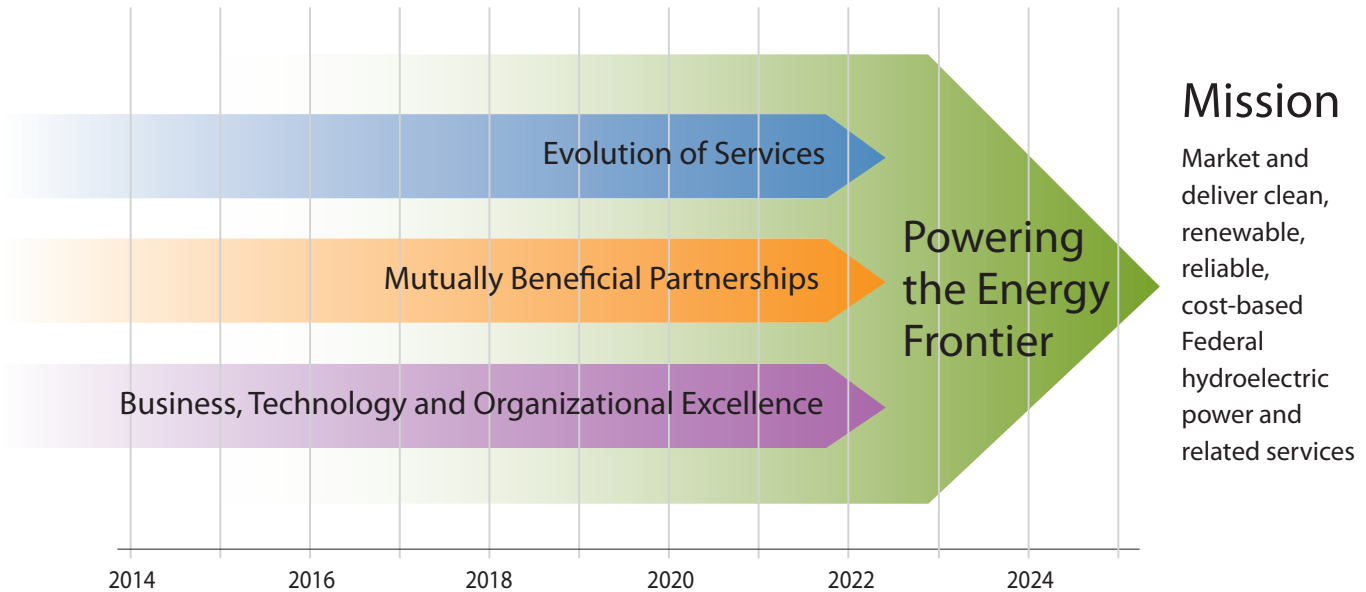 Evolution of Services
Mutually Beneficial Partnerships
Business, Technology and Organizational Excellence
Powering
the Energy
Frontier
Mission
Market and
deliver clean,
renewable,
reliable,
cost-based
Federal
hydroelectric
power and
related services
2014 2016 2018 2020 2022 2024